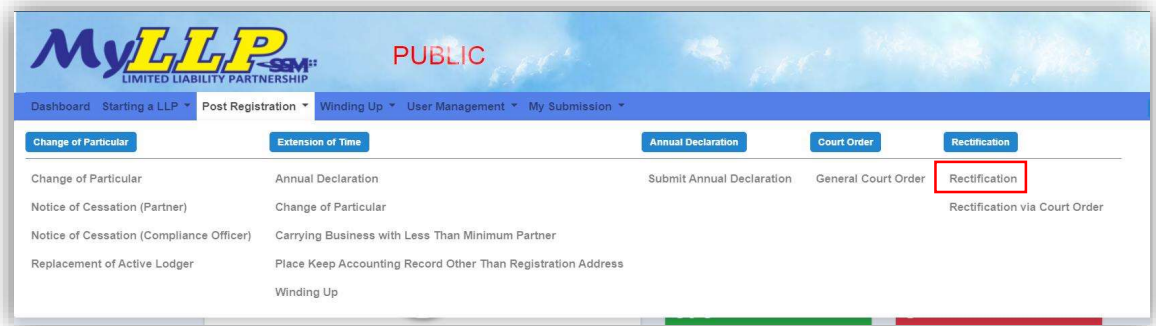 MyLLP SSM
LIMITED LIABILITY PARTNERSHIP
PUBLIC
Dashboard Starting a LLP Post Registration Winding Up User Management My Submission
Change of Particular Extension of Time Annual Declaration Court Order Rectification
Change of Particular Annual Declaration Submit Annual Declaration General Court Order Rectification
Notice of Cessation (Partner) Change of Particular Rectification via Court Order
Notice of Cessation (Compliance Officer) Carrying Business with Less Than Minimum Partner
Replacement of Active Lodger Place Keep Accounting Record Other Than Registration Address
Winding Up